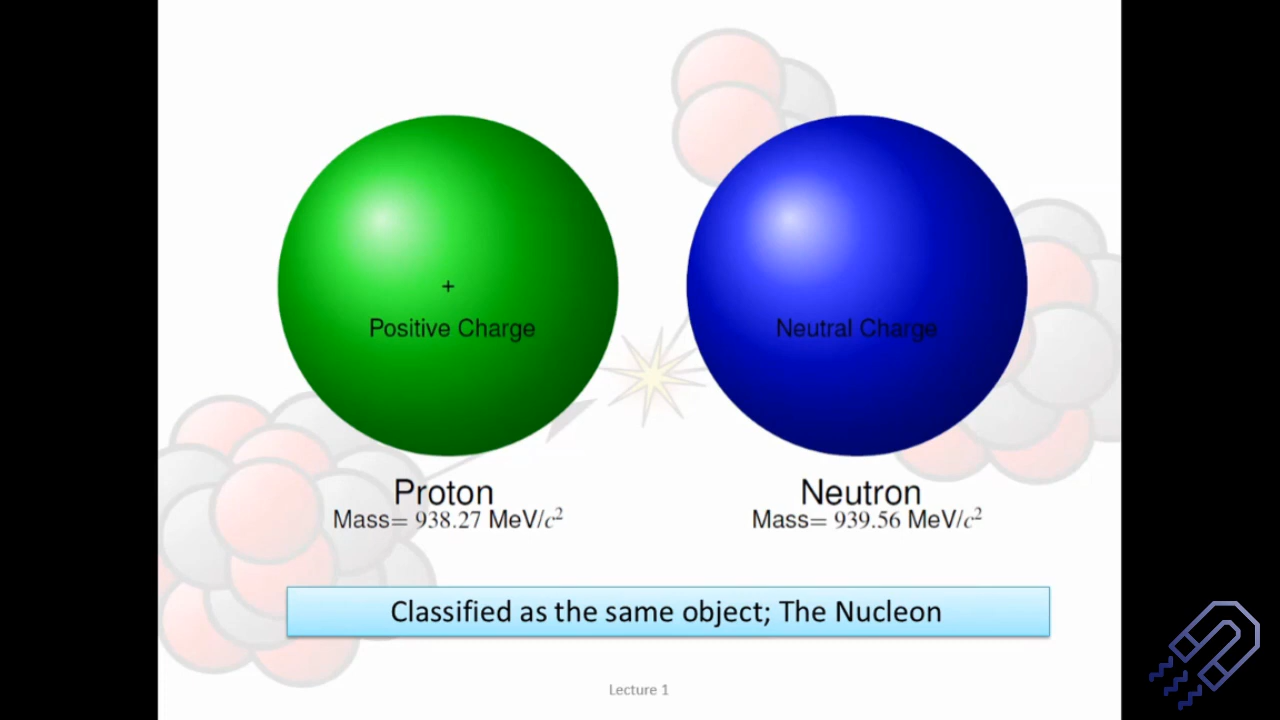 +
Positive Charge
Neutral Charge
Proton
Mass= 938.27 MeV/c²
Neutron
Mass= 939.56 MeV/c²
Classified as the same object; The Nucleon
Lecture 1